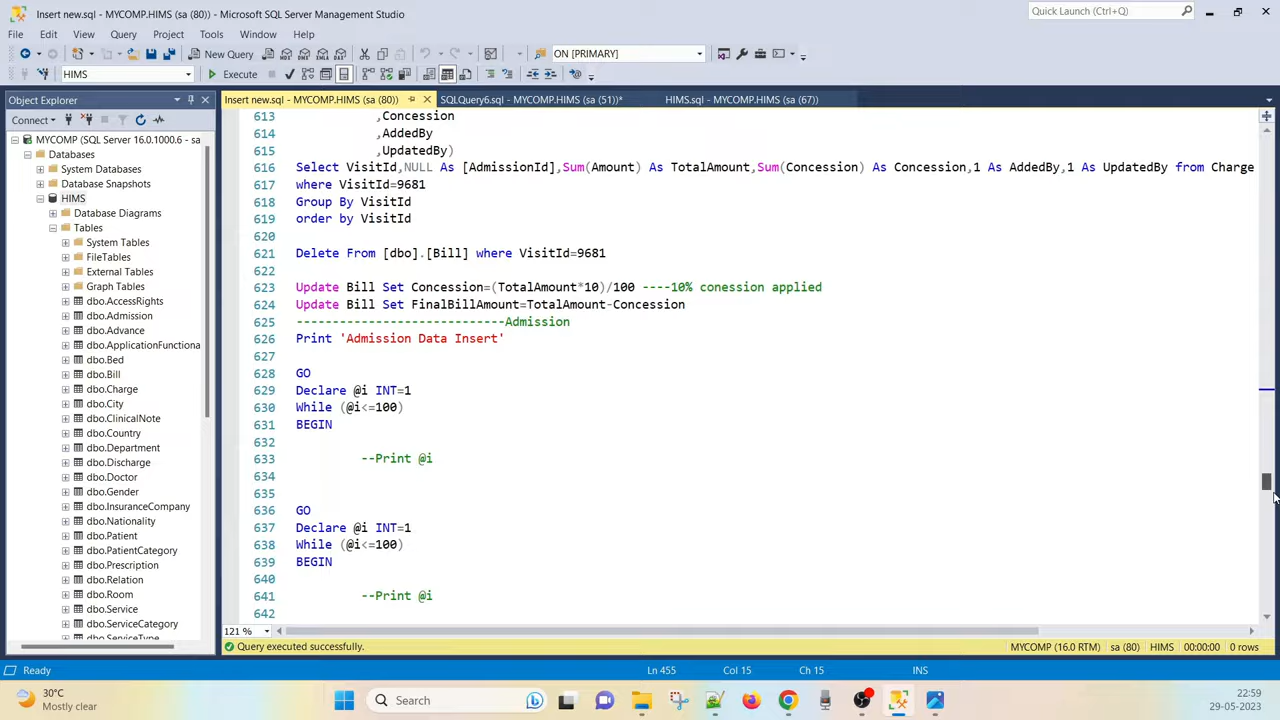 Insert new.sql - MYCOMP.HIMS (sa (80)) - Microsoft SQL Server Management Studio
Quick Launch (Ctrl+Q)
File Edit View Query Project Tools Window Help
New Query MDX DMX XMLA DAX ON [PRIMARY]
HIMS Execute
Object Explorer
Insert new.sql - MYCOMP.HIMS (sa (80)) SQLQuery6.sql - MYCOMP.HIMS (sa (51))* HIMS.sql - MYCOMP.HIMS (sa (67))
Connect
MYCOMP (SQL Server 16.0.1000.6 - sa
Databases
System Databases
Database Snapshots
HIMS
Database Diagrams
Tables
System Tables
FileTables
External Tables
Graph Tables
dbo.AccessRights
dbo.Admission
dbo.Advance
dbo.ApplicationFunctiona
dbo.Bed
dbo.Bill
dbo.Charge
dbo.City
dbo.ClinicalNote
dbo.Country
dbo.Department
dbo.Discharge
dbo.Doctor
dbo.Gender
dbo.InsuranceCompany
dbo.Nationality
dbo.Patient
dbo.PatientCategory
dbo.Prescription
dbo.Relation
dbo.Room
dbo.Service
dbo.ServiceCategory
dbo.ServiceType
613 ,Concession
614 ,AddedBy
615 ,UpdatedBy)
616 Select VisitId,NULL As [AdmissionId],Sum(Amount) As TotalAmount,Sum(Concession) As Concession,1 As AddedBy,1 As UpdatedBy from Charge
617 where VisitId=9681
618 Group By VisitId
619 order by VisitId
620
621 Delete From [dbo].[Bill] where VisitId=9681
622
623 Update Bill Set Concession=(TotalAmount*10)/100 ----10% conession applied
624 Update Bill Set FinalBillAmount=TotalAmount-Concession
625 -----------------------------Admission
626 Print 'Admission Data Insert'
627
628 GO
629 Declare @i INT=1
630 While (@i<=100)
631 BEGIN
632
633 --Print @i
634
635
636 GO
637 Declare @i INT=1
638 While (@i<=100)
639 BEGIN
640
641 --Print @i
642
121 %
Query executed successfully. MYCOMP (16.0 RTM) sa (80) HIMS 00:00:00 0 rows
Ready Ln 455 Col 15 Ch 15 INS
30°C
Mostly clear
Search
22:59
29-05-2023